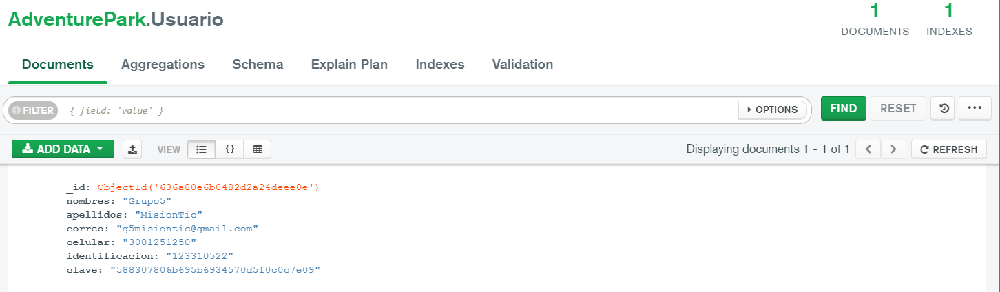 AdventurePark.Usuario
1
DOCUMENTS
1
INDEXES
Documents Aggregations Schema Explain Plan Indexes Validation
FILTER { field: 'value' } OPTIONS FIND RESET
ADD DATA VIEW {} Displaying documents 1 - 1 of 1 REFRESH
_id: ObjectId('636a80e6b0482d2a24deee0e')
nombres: "Grupo5"
apellidos: "MisionTic"
correo: "g5misiontic@gmail.com"
celular: "3001251250"
identificacion: "123310522"
clave: "588307806b695b6934570d5f0c0c7e09"